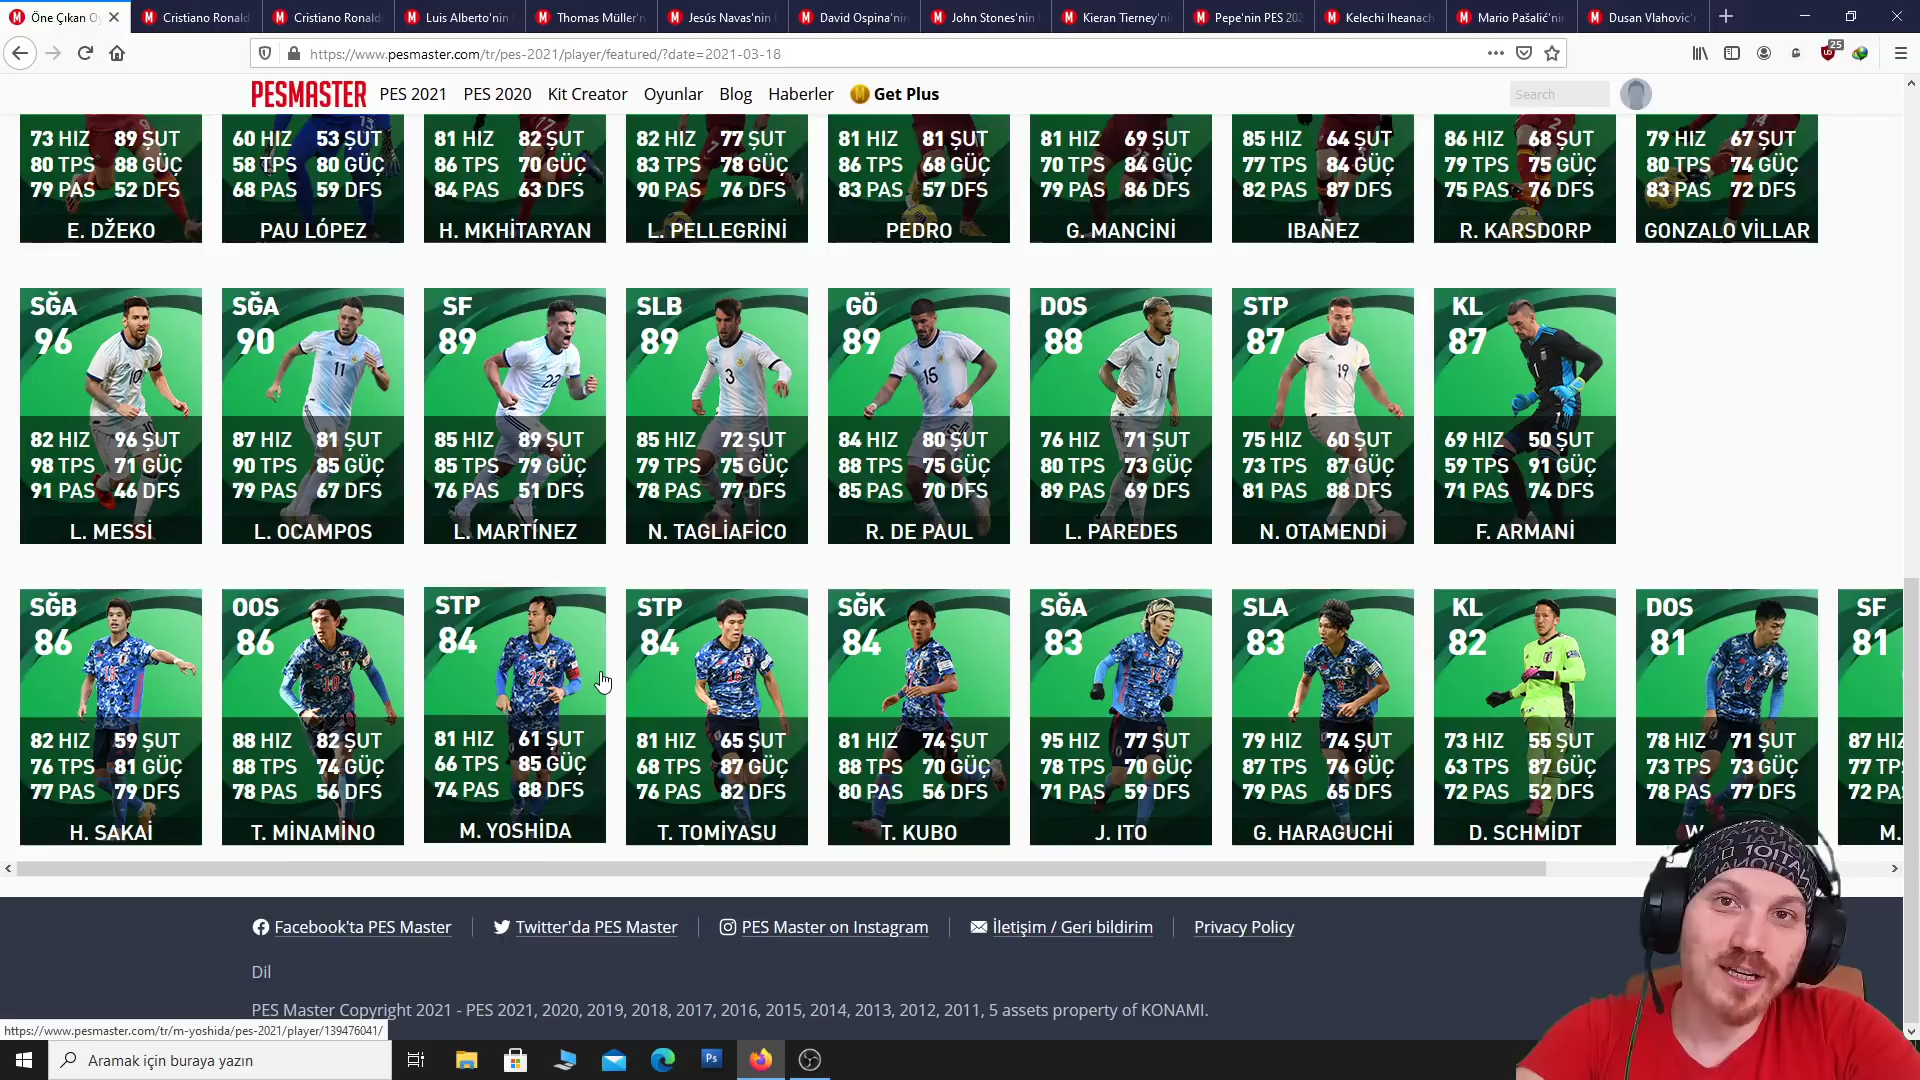 Öne Çıkan O
Cristiano Ronald
Cristiano Ronald
Luis Alberto'nin
Thomas Müller'n
Jesús Navas'nin
David Ospina'nin
John Stones'nin
Kieran Tierney'ni
Pepe'nin PES 202
Kelechi Iheanach
Mario Pašalić'nin
Dusan Vlahovic'
https://www.pesmaster.com/tr/pes-2021/player/featured/?date=2021-03-18
25
PESMASTER PES 2021 PES 2020 Kit Creator Oyunlar Blog Haberler Get Plus Search
73 HIZ 89 ŞUT
80 TPS 88 GÜÇ
79 PAS 52 DFS
E. DŽEKO
60 HIZ 53 ŞUT
58 TPS 80 GÜÇ
68 PAS 59 DFS
PAU LÓPEZ
81 HIZ 82 ŞUT
86 TPS 70 GÜÇ
84 PAS 63 DFS
H. MKHİTARYAN
82 HIZ 77 ŞUT
83 TPS 78 GÜÇ
90 PAS 76 DFS
L. PELLEGRİNİ
81 HIZ 81 ŞUT
86 TPS 68 GÜÇ
83 PAS 57 DFS
PEDRO
81 HIZ 69 ŞUT
70 TPS 84 GÜÇ
79 PAS 86 DFS
G. MANCİNİ
85 HIZ 64 ŞUT
77 TPS 84 GÜÇ
82 PAS 87 DFS
IBAÑEZ
86 HIZ 68 ŞUT
79 TPS 75 GÜÇ
75 PAS 76 DFS
R. KARSDORP
79 HIZ 67 ŞUT
80 TPS 74 GÜÇ
83 PAS 72 DFS
GONZALO VİLLAR
SĞA
96
82 HIZ 96 ŞUT
98 TPS 71 GÜÇ
91 PAS 46 DFS
L. MESSİ
SĞA
90
87 HIZ 81 ŞUT
90 TPS 85 GÜÇ
79 PAS 67 DFS
L. OCAMPOS
SF
89
85 HIZ 89 ŞUT
85 TPS 79 GÜÇ
76 PAS 51 DFS
L. MARTÍNEZ
SLB
89
85 HIZ 72 ŞUT
79 TPS 75 GÜÇ
78 PAS 77 DFS
N. TAGLİAFİCO
GÖ
89
84 HIZ 80 ŞUT
88 TPS 75 GÜÇ
85 PAS 70 DFS
R. DE PAUL
DOS
88
76 HIZ 71 ŞUT
80 TPS 73 GÜÇ
89 PAS 69 DFS
L. PAREDES
STP
87
75 HIZ 60 ŞUT
73 TPS 87 GÜÇ
81 PAS 88 DFS
N. OTAMENDİ
KL
87
69 HIZ 50 ŞUT
59 TPS 91 GÜÇ
71 PAS 74 DFS
F. ARMANİ
SĞB
86
82 HIZ 59 ŞUT
76 TPS 81 GÜÇ
77 PAS 79 DFS
H. SAKAİ
OOS
86
88 HIZ 82 ŞUT
88 TPS 74 GÜÇ
78 PAS 56 DFS
T. MİNAMİNO
STP
84
81 HIZ 61 ŞUT
66 TPS 85 GÜÇ
74 PAS 88 DFS
M. YOSHİDA
STP
84
81 HIZ 65 ŞUT
68 TPS 87 GÜÇ
76 PAS 82 DFS
T. TOMİYASU
SĞK
84
81 HIZ 74 ŞUT
88 TPS 70 GÜÇ
80 PAS 56 DFS
T. KUBO
SĞA
83
95 HIZ 77 ŞUT
78 TPS 70 GÜÇ
71 PAS 59 DFS
J. ITO
SLA
83
79 HIZ 74 ŞUT
87 TPS 76 GÜÇ
79 PAS 65 DFS
G. HARAGUCHİ
KL
82
73 HIZ 55 ŞUT
63 TPS 87 GÜÇ
72 PAS 52 DFS
D. SCHMİDT
DOS
81
78 HIZ 71 ŞUT
73 TPS 73 GÜÇ
78 PAS 77 DFS
SF
81
87 HIZ
77 TPS
72 PAS
M.
Facebook'ta PES Master Twitter'da PES Master PES Master on Instagram İletişim / Geri bildirim Privacy Policy
Dil
PES Master Copyright 2021 - PES 2021, 2020, 2019, 2018, 2017, 2016, 2015, 2014, 2013, 2012, 2011, 5 assets property of KONAMI.
https://www.pesmaster.com/tr/m-yoshida/pes-2021/player/139476041/
Aramak için buraya yazın
Ps